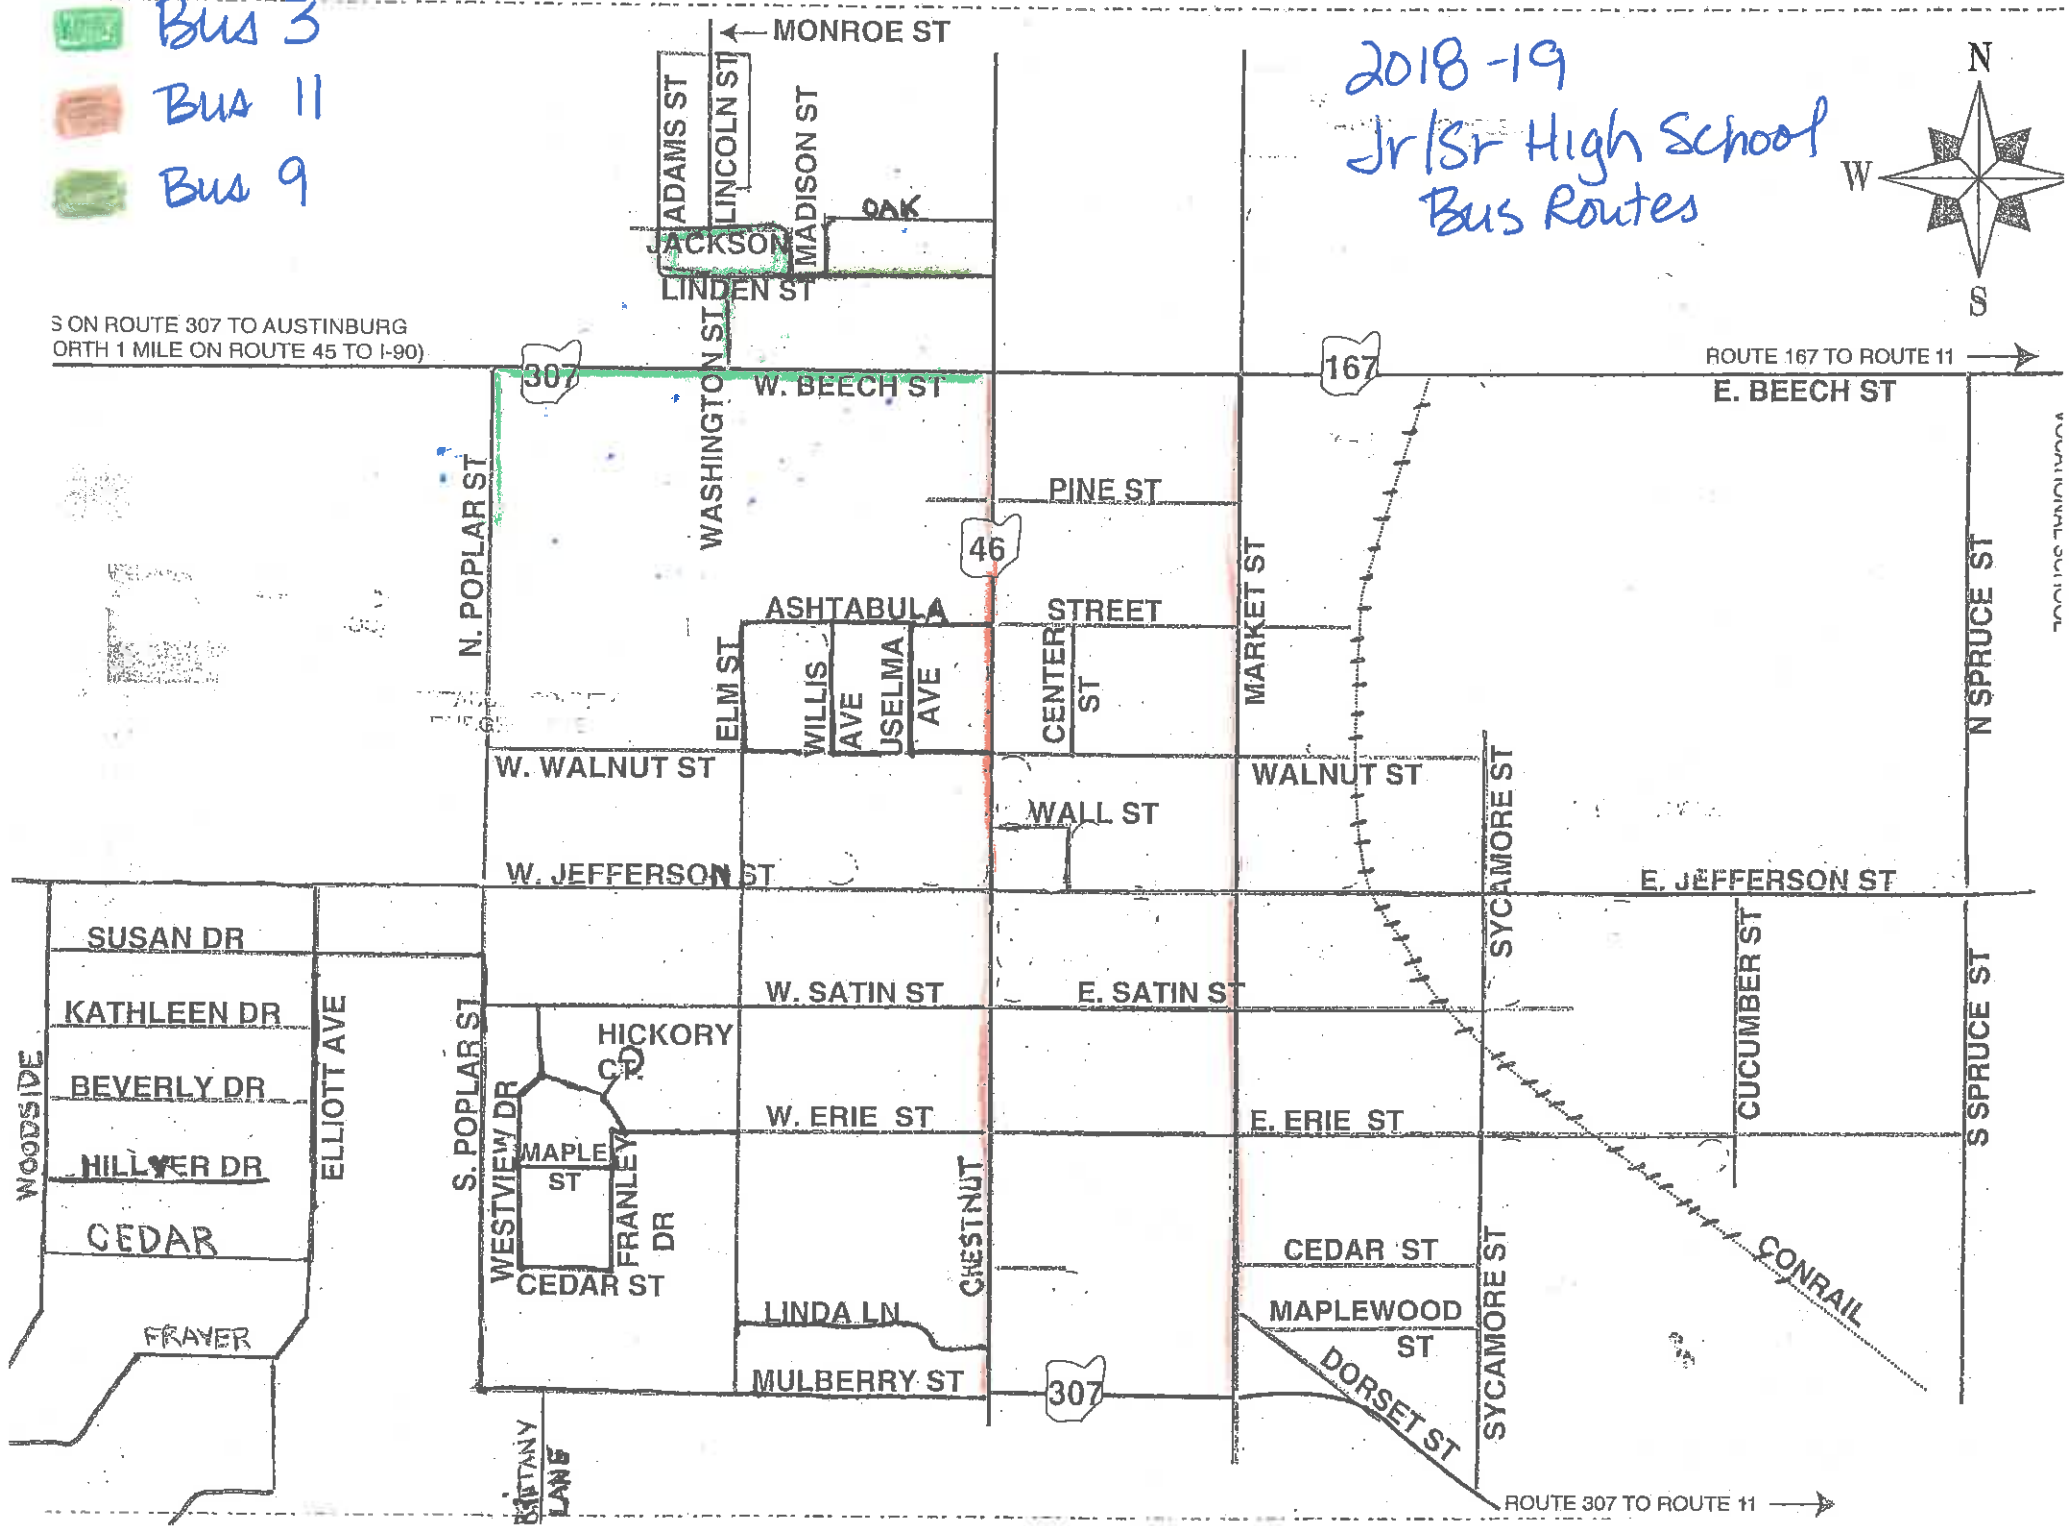 Bus 3
Bus 11
Bus 9
2018-19
Jr/Sr High School
Bus Routes
N
W
S
MONROE ST
ADAMS ST
LINCOLN ST
MADISON ST
OAK
JACKSON
LINDEN ST
S ON ROUTE 307 TO AUSTINBURG
ORTH 1 MILE ON ROUTE 45 TO I-90)
307
WASHINGTON ST
W. BEECH ST
167
ROUTE 167 TO ROUTE 11
E. BEECH ST
N. POPLAR ST
PINE ST
46
MARKET ST
N SPRUCE ST
ASHTABULA STREET
ELM ST
WILLIS AVE
USELMA AVE
CENTER ST
W. WALNUT ST
WALNUT ST
WALL ST
SYCAMORE ST
W. JEFFERSON ST
E. JEFFERSON ST
SUSAN DR
KATHLEEN DR
BEVERLY DR
HILLYER DR
CEDAR
WOODSIDE
ELLIOTT AVE
S. POPLAR ST
W. SATIN ST
E. SATIN ST
CUCUMBER ST
S SPRUCE ST
HICKORY
CT.
WESTVIEW DR
MAPLE
ST
FRANLEY
DR
CEDAR ST
W. ERIE ST
E. ERIE ST
CHESTNUT
CEDAR ST
SYCAMORE ST
CONRAIL
FRAYER
LINDA LN
MAPLEWOOD
ST
MULBERRY ST
307
DORSET ST
LANE
ROUTE 307 TO ROUTE 11